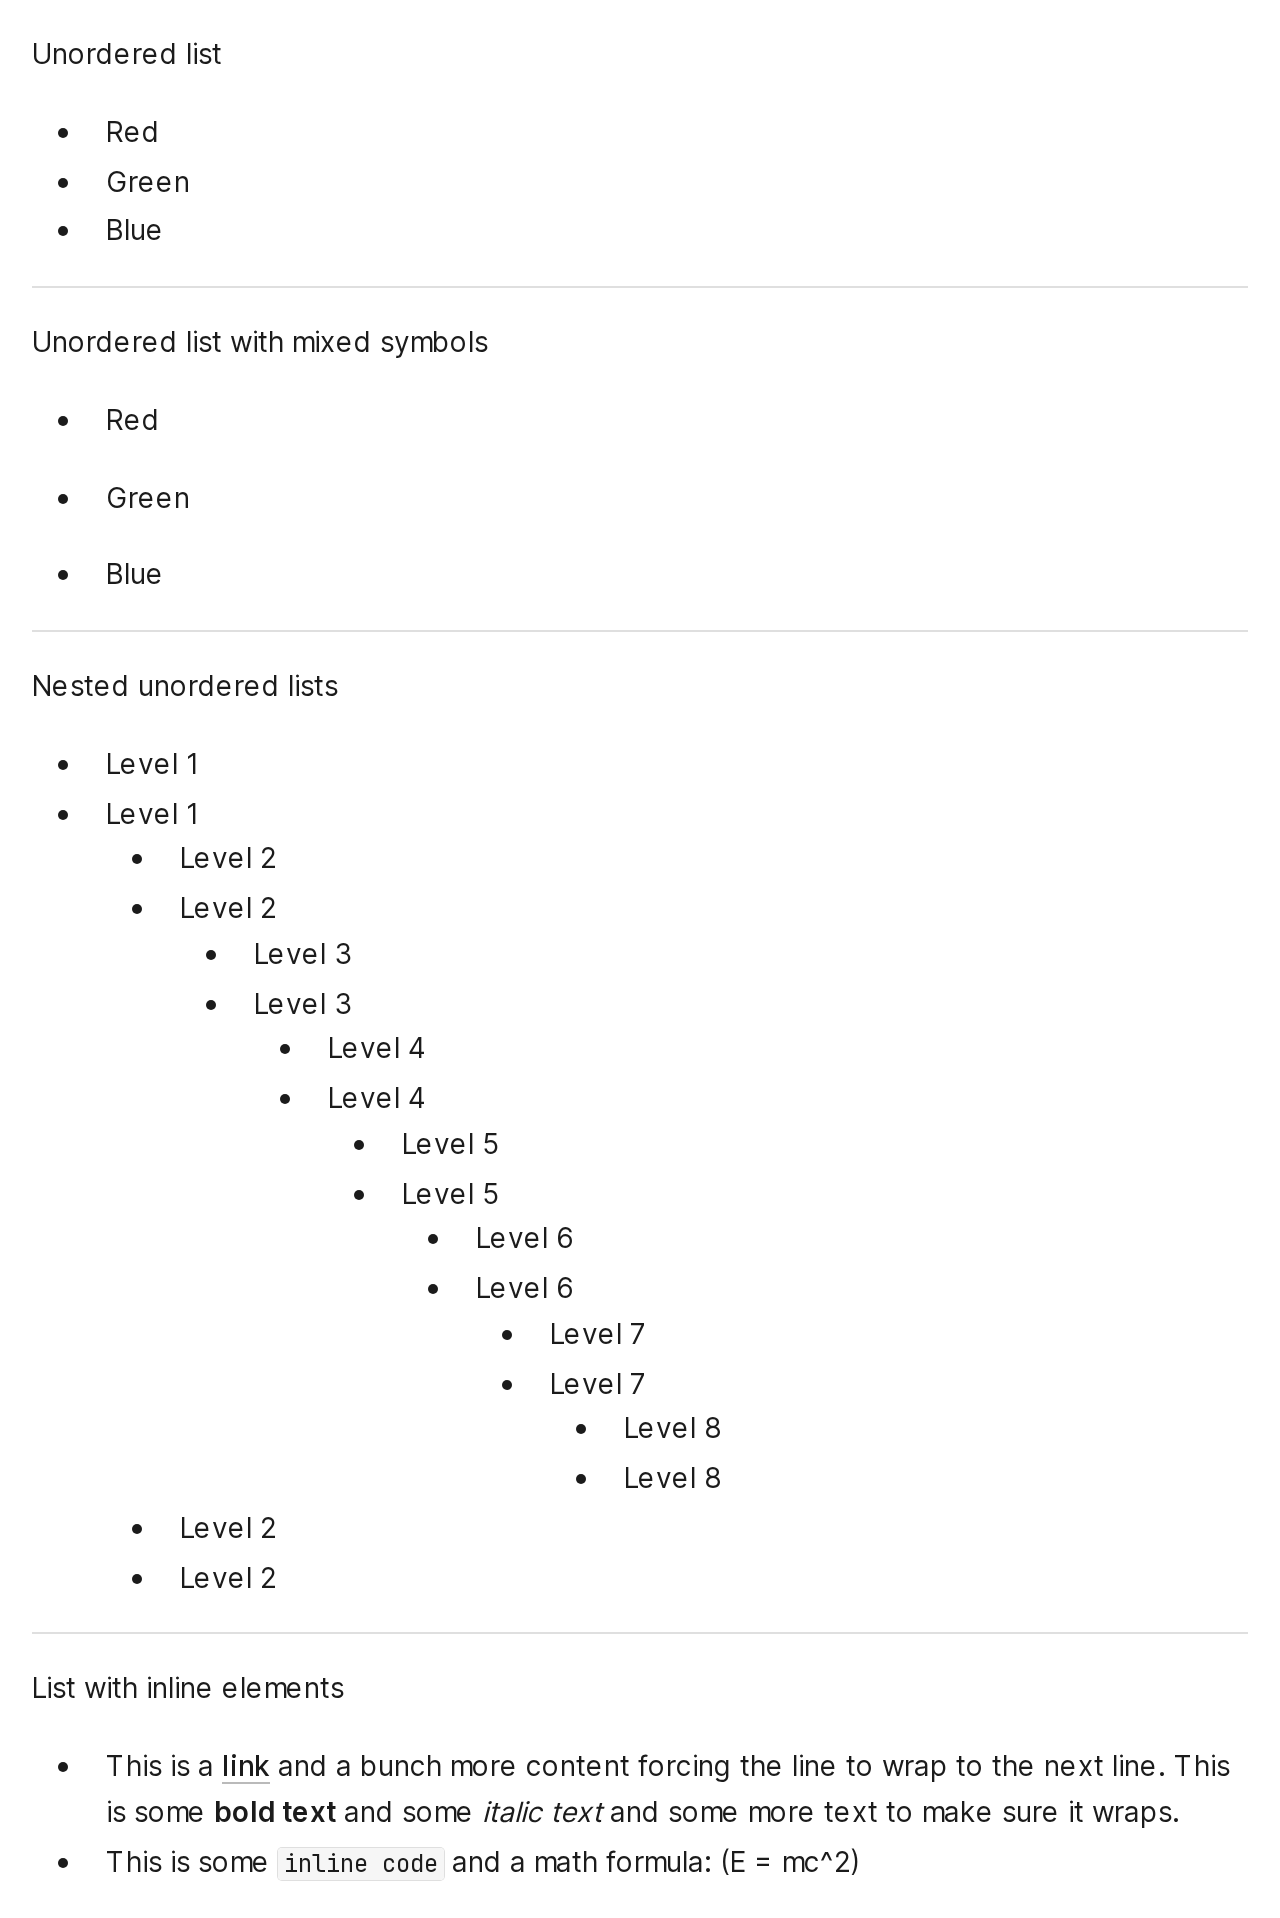 Unordered list
• Red
• Green
• Blue
Unordered list with mixed symbols
• Red
• Green
• Blue
Nested unordered lists
• Level 1
• Level 1
• Level 2
• Level 2
• Level 3
• Level 3
• Level 4
• Level 4
• Level 5
• Level 5
• Level 6
• Level 6
• Level 7
• Level 7
• Level 8
• Level 8
• Level 2
• Level 2
List with inline elements
• This is a link and a bunch more content forcing the line to wrap to the next line. This
is some bold text and some italic text and some more text to make sure it wraps.
• This is some inline code and a math formula: (E = mc^2)